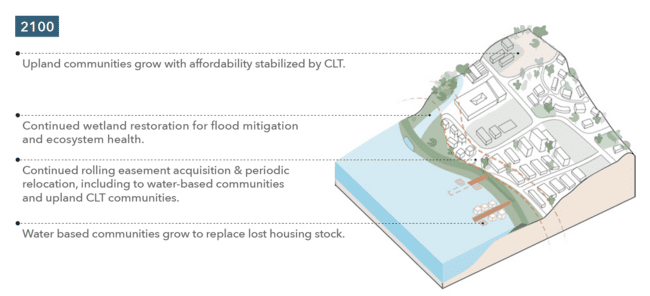 2100
Upland communities grow with affordability stabilized by CLT.
Continued wetland restoration for flood mitigation
and ecosystem health.
Continued rolling easement acquisition & periodic
relocation, including to water-based communities
and upland CLT communities.
Water based communities grow to replace lost housing stock.